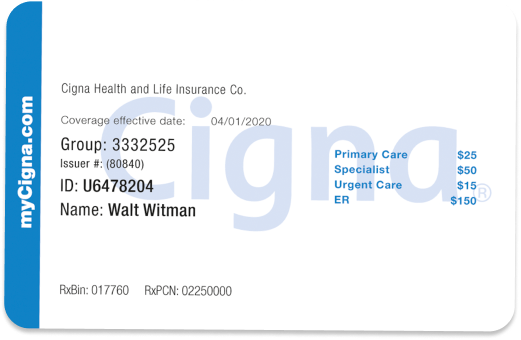 myCigna.com
Cigna®
Cigna Health and Life Insurance Co.
Coverage effective date: 04/01/2020
Group: 3332525
Issuer #: (80840)
ID: U6478204
Name: Walt Witman
Primary Care $25
Specialist $50
Urgent Care $15
ER $150
RxBin: 017760 RxPCN: 02250000